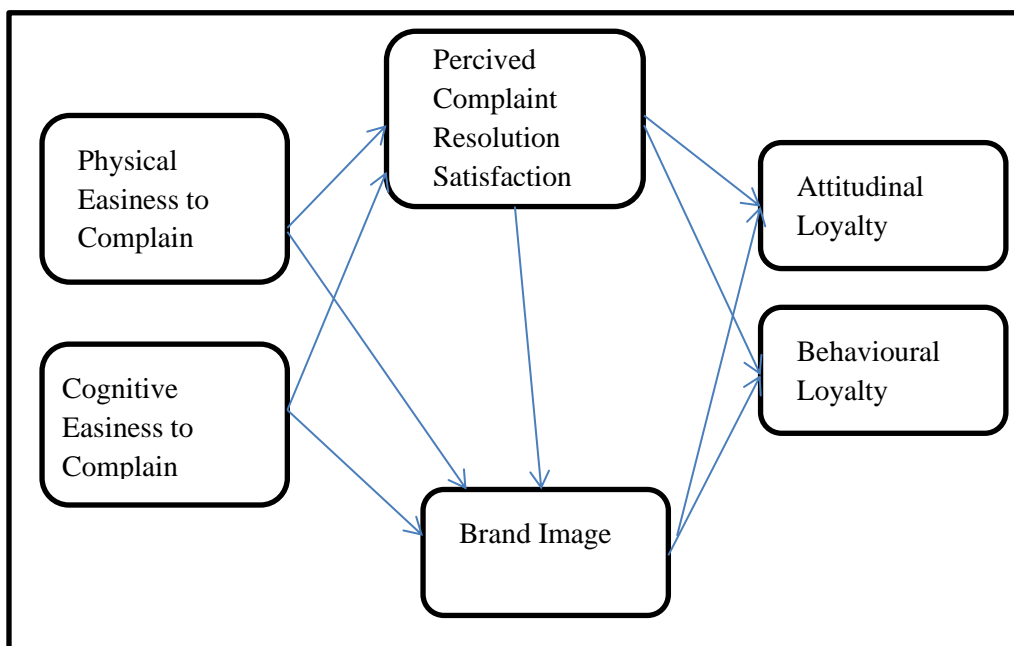 Percived
Complaint
Resolution
Satisfaction
Physical
Easiness to
Complain
Attitudinal
Loyalty
Cognitive
Easiness to
Complain
Behavioural
Loyalty
Brand Image